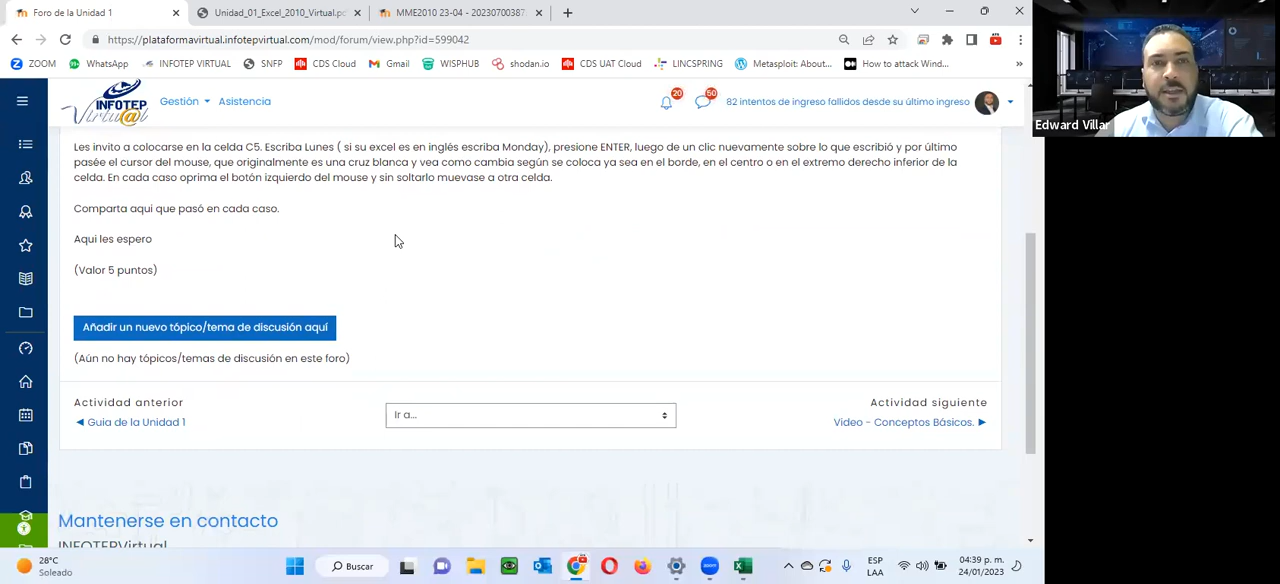 Foro de la Unidad 1
Unidad_01_Excel_2010_Virtual.pd
MME2010 23-04 - 20230700387
https://plataformavirtual.infotepvirtual.com/mod/forum/view.php?id=599042
ZOOM
WhatsApp
INFOTEP VIRTUAL
SNFP
CDS Cloud
Gmail
WISPHUB
shodan.io
CDS UAT Cloud
LINCSPRING
Metasploit: About...
How to attack Wind...
INFOTEP
Virtu@l
Gestión
Asistencia
20
50
82 intentos de ingreso fallidos desde su último ingreso
Edward Villar
Les invito a colocarse en la celda C5. Escriba Lunes ( si su excel es en inglés escriba Monday), presione ENTER, luego de un clic nuevamente sobre lo que escribió y por último
pasée el cursor del mouse, que originalmente es una cruz blanca y vea como cambia según se coloca ya sea en el borde, en el centro o en el extremo derecho inferior de la
celda. En cada caso oprima el botón izquierdo del mouse y sin soltarlo muevase a otra celda.
Comparta aqui que pasó en cada caso.
Aqui les espero
(Valor 5 puntos)
Añadir un nuevo tópico/tema de discusión aquí
(Aún no hay tópicos/temas de discusión en este foro)
Actividad anterior
◀ Guia de la Unidad 1
Ir a...
Actividad siguiente
Video - Conceptos Básicos. ▶
Mantenerse en contacto
INFOTEPVirtual
28°C
Soleado
Buscar
zoom
ESP
LAA
04:39 p. m.
24/01/2023